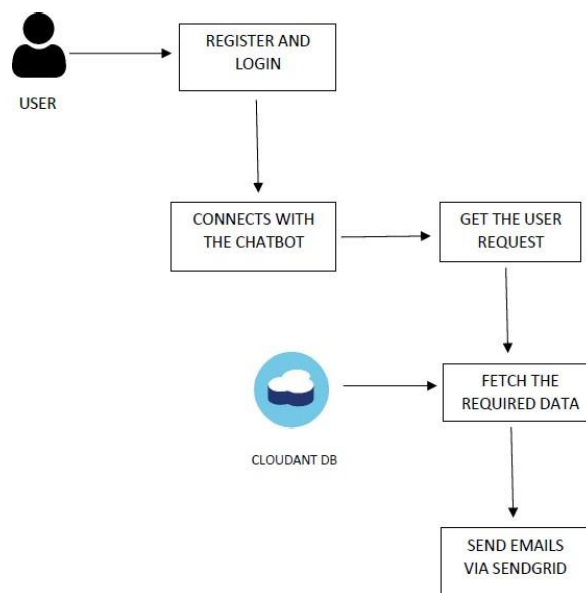 REGISTER AND
LOGIN
USER
CONNECTS WITH
THE CHATBOT
GET THE USER
REQUEST
FETCH THE
REQUIRED DATA
CLOUDANT DB
SEND EMAILS
VIA SENDGRID